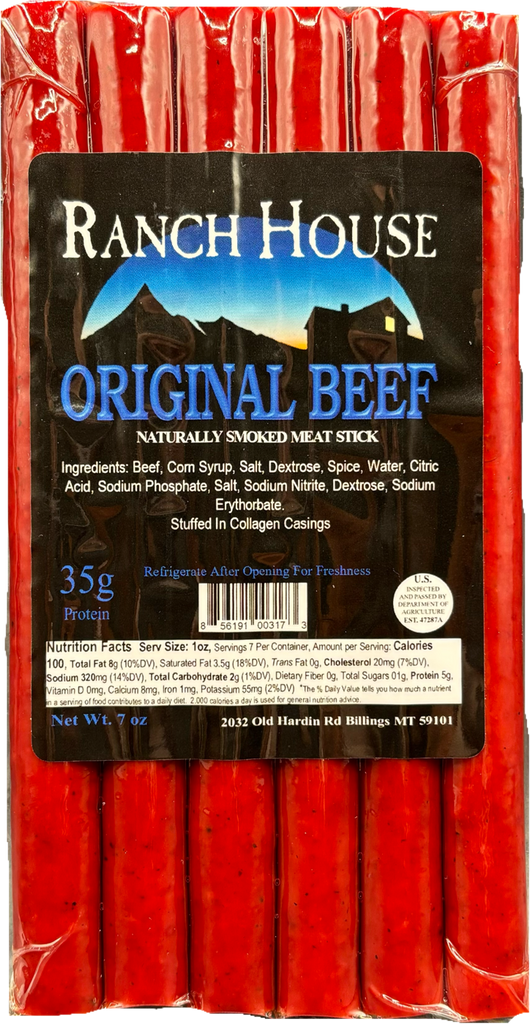 RANCH HOUSE
ORIGINAL BEEF
NATURALLY SMOKED MEAT STICK
Ingredients: Beef, Corn Syrup, Salt, Dextrose, Spice, Water, Citric
Acid, Sodium Phosphate, Salt, Sodium Nitrite, Dextrose, Sodium
Erythorbate.
Stuffed In Collagen Casings
35g
Protein
Refrigerate After Opening For Freshness
8 56191 00317 3
U.S.
INSPECTED
AND PASSED BY
DEPARTMENT OF
AGRICULTURE
EST. 47287A
Nutrition Facts Serv Size: 1oz, Servings 7 Per Container, Amount per Serving: Calories
100, Total Fat 8g (10%DV), Saturated Fat 3.5g (18%DV), Trans Fat 0g, Cholesterol 20mg (7%DV),
Sodium 320mg (14%DV), Total Carbohydrate 2g (1%DV), Dietary Fiber 0g, Total Sugars 01g, Protein 5g,
Vitamin D 0mg, Calcium 8mg, Iron 1mg, Potassium 55mg (2%DV) *The % Daily Value tells you how much a nutrient
in a serving of food contributes to a daily diet. 2,000 calories a day is used for general nutrition advice.
Net Wt. 7 oz
2032 Old Hardin Rd Billings MT 59101